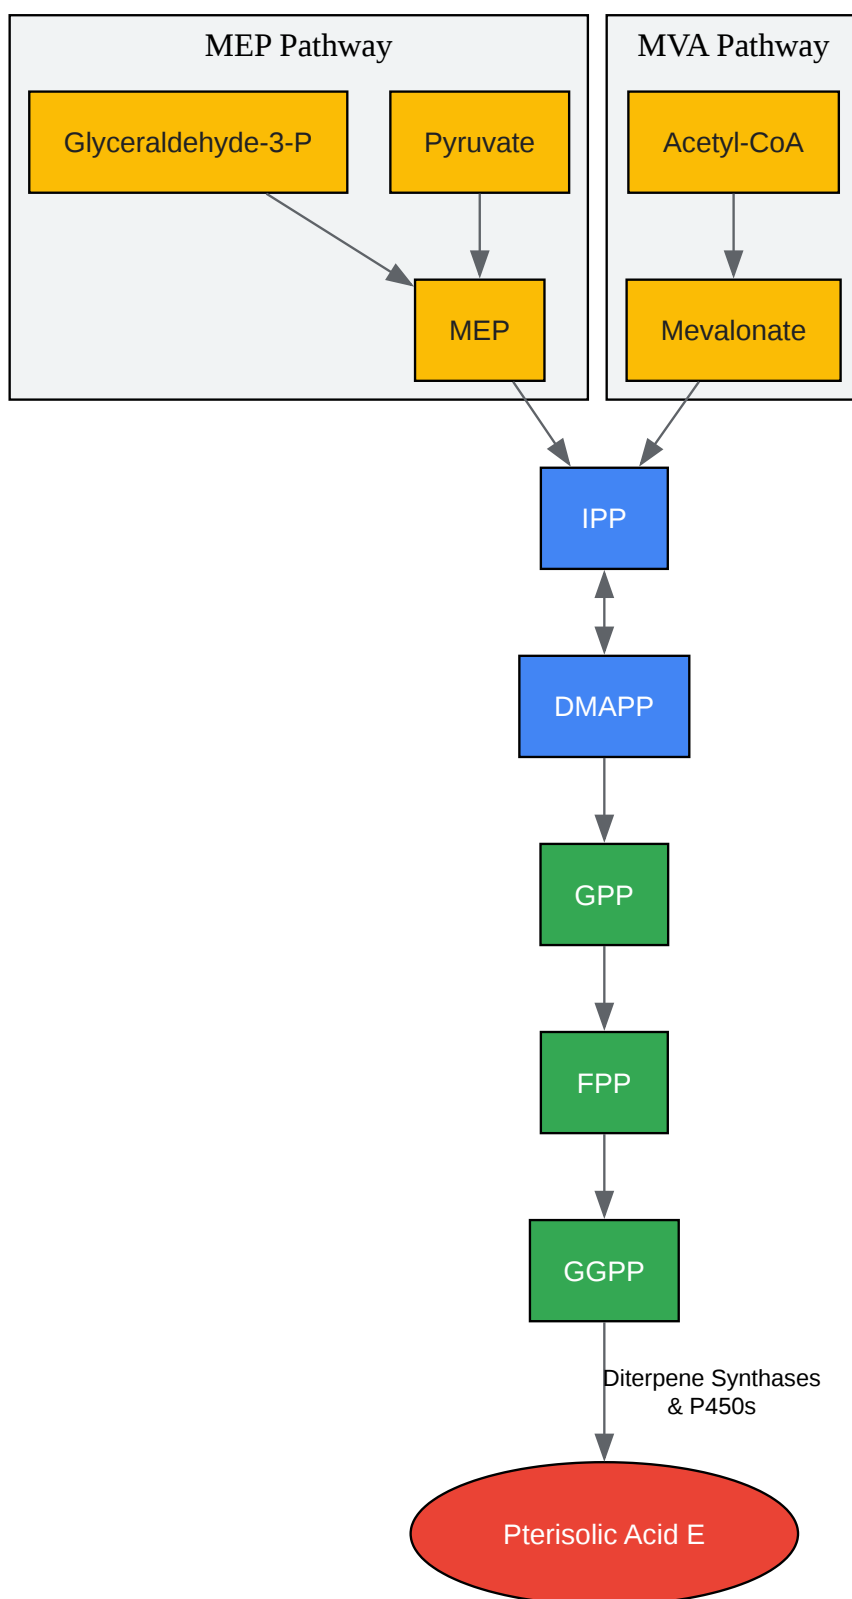 MEP Pathway
MVA Pathway
Glyceraldehyde-3-P
Pyruvate
Acetyl-CoA
MEP
Mevalonate
IPP
DMAPP
GPP
FPP
GGPP
Diterpene Synthases
& P450s
Pterisolic Acid E